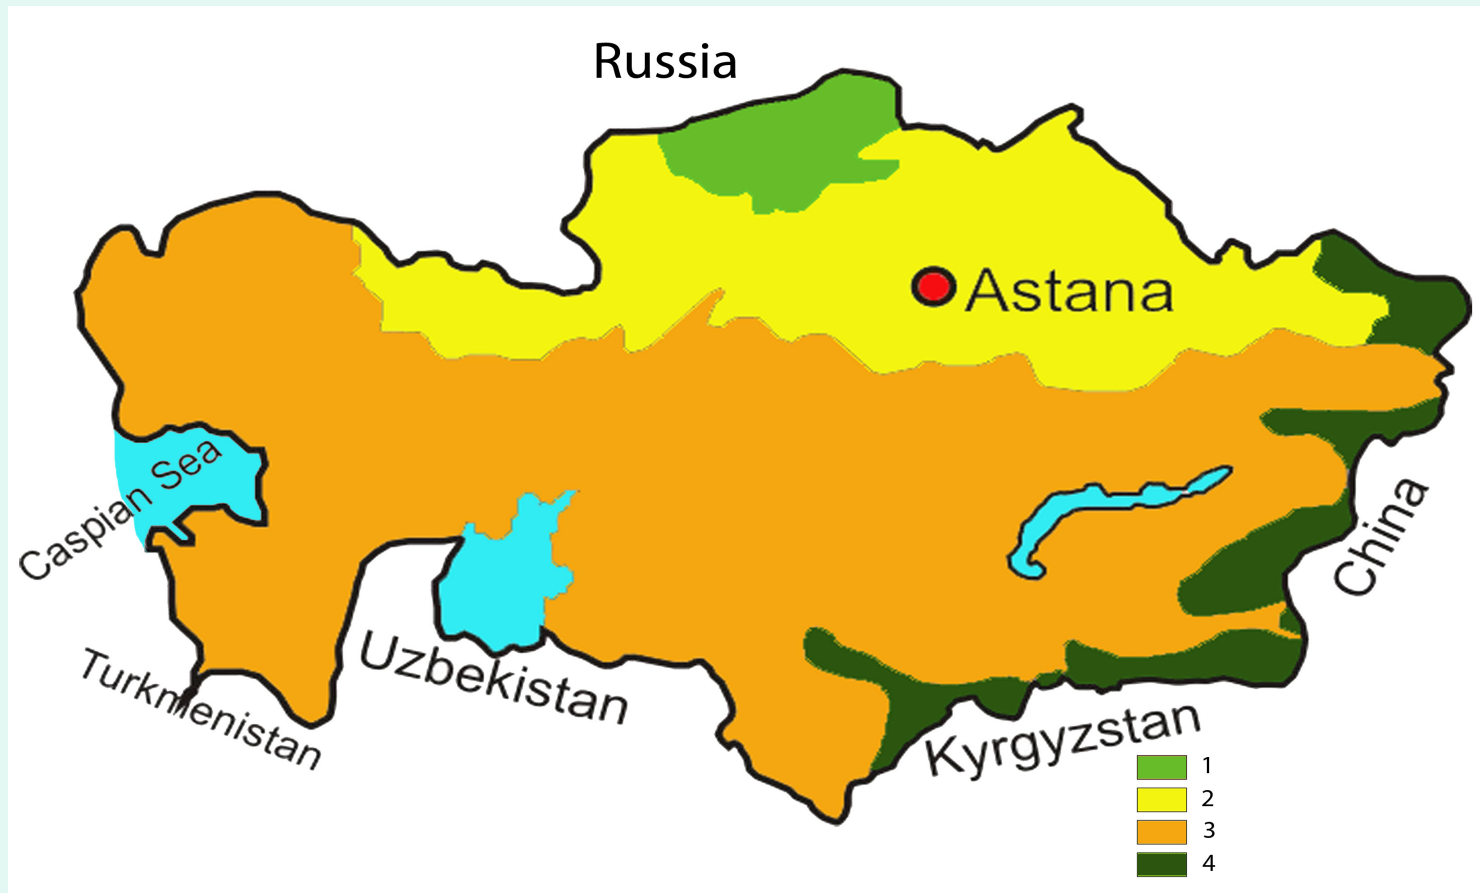 Russia
Astana
Caspian Sea
China
Uzbekistan
Turkmenistan
Kyrgyzstan
1
2
3
4